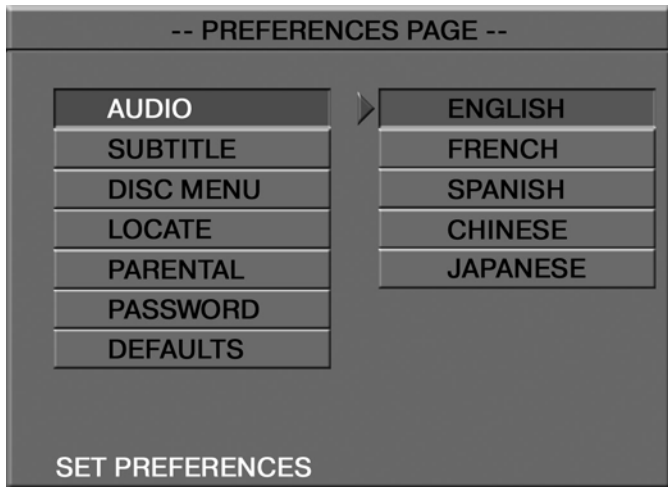 -- PREFERENCES PAGE --
AUDIO
SUBTITLE
DISC MENU
LOCATE
PARENTAL
PASSWORD
DEFAULTS
ENGLISH
FRENCH
SPANISH
CHINESE
JAPANESE
SET PREFERENCES